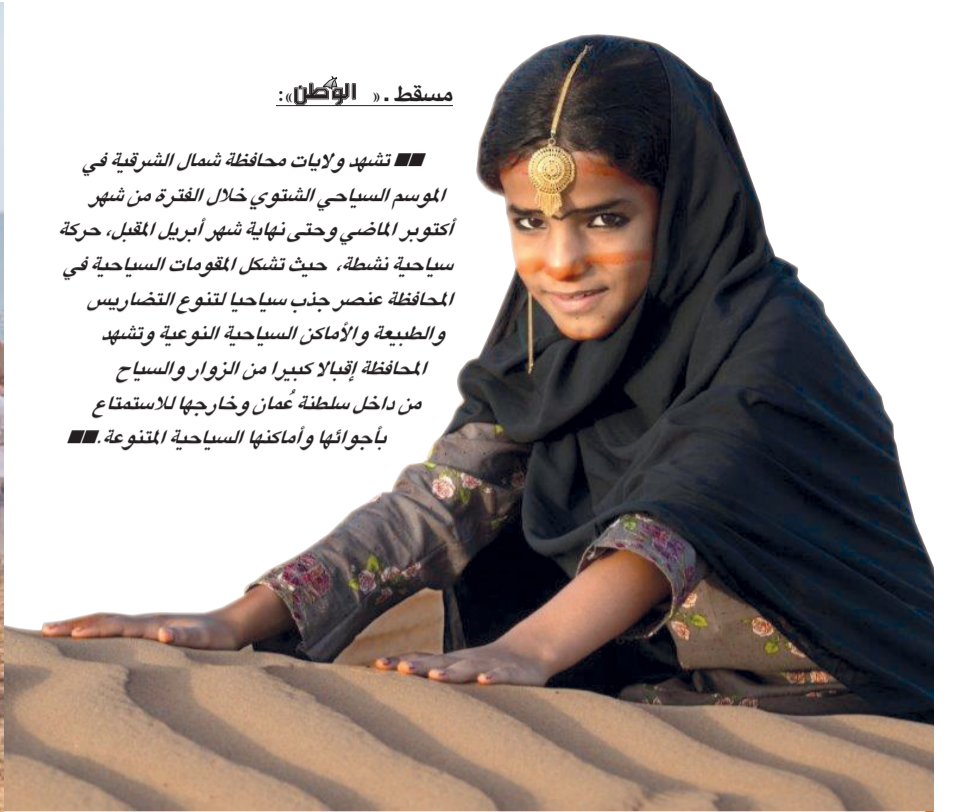 مسقط . « الوطن»:
■■ تشهد ولايات محافظة شمال الشرقية في
الموسم السياحي الشتوي خلال الفترة من شهر
أكتوبر الماضي وحتى نهاية شهر أبريل المقبل، حركة
سياحية نشطة، حيث تشكل المقومات السياحية في
المحافظة عنصر جذب سياحيا لتنوع التضاريس
والطبيعة والأماكن السياحية النوعية وتشهد
المحافظة إقبالا كبيرا من الزوار والسياح
من داخل سلطنة عُمان وخارجها للاستمتاع
بأجوائها وأماكنها السياحية المتنوعة.■■